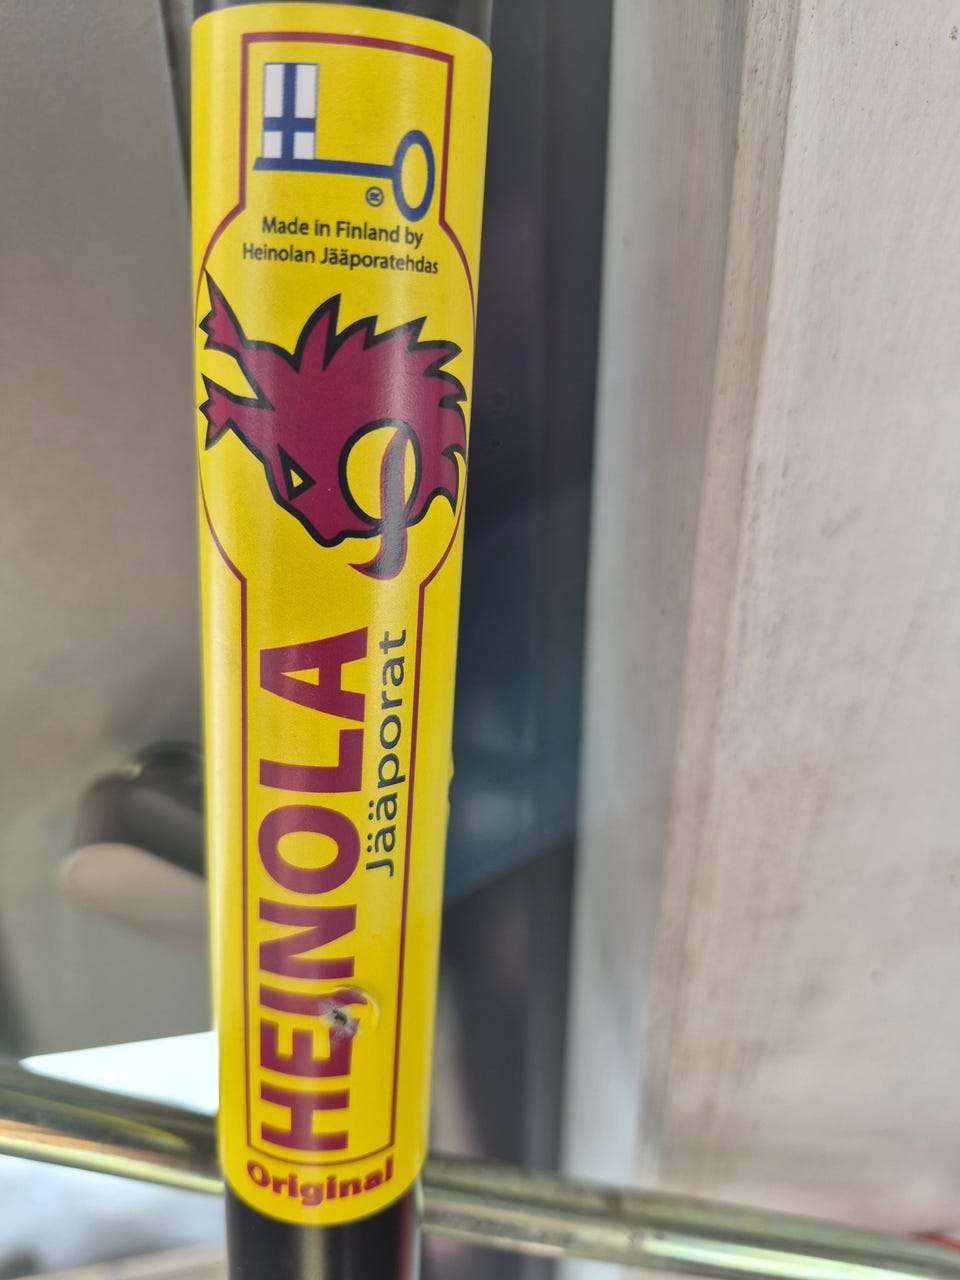 ®
Made in Finland by
Heinolan Jääporatehdas
HEINOLA
Jääporat
Original